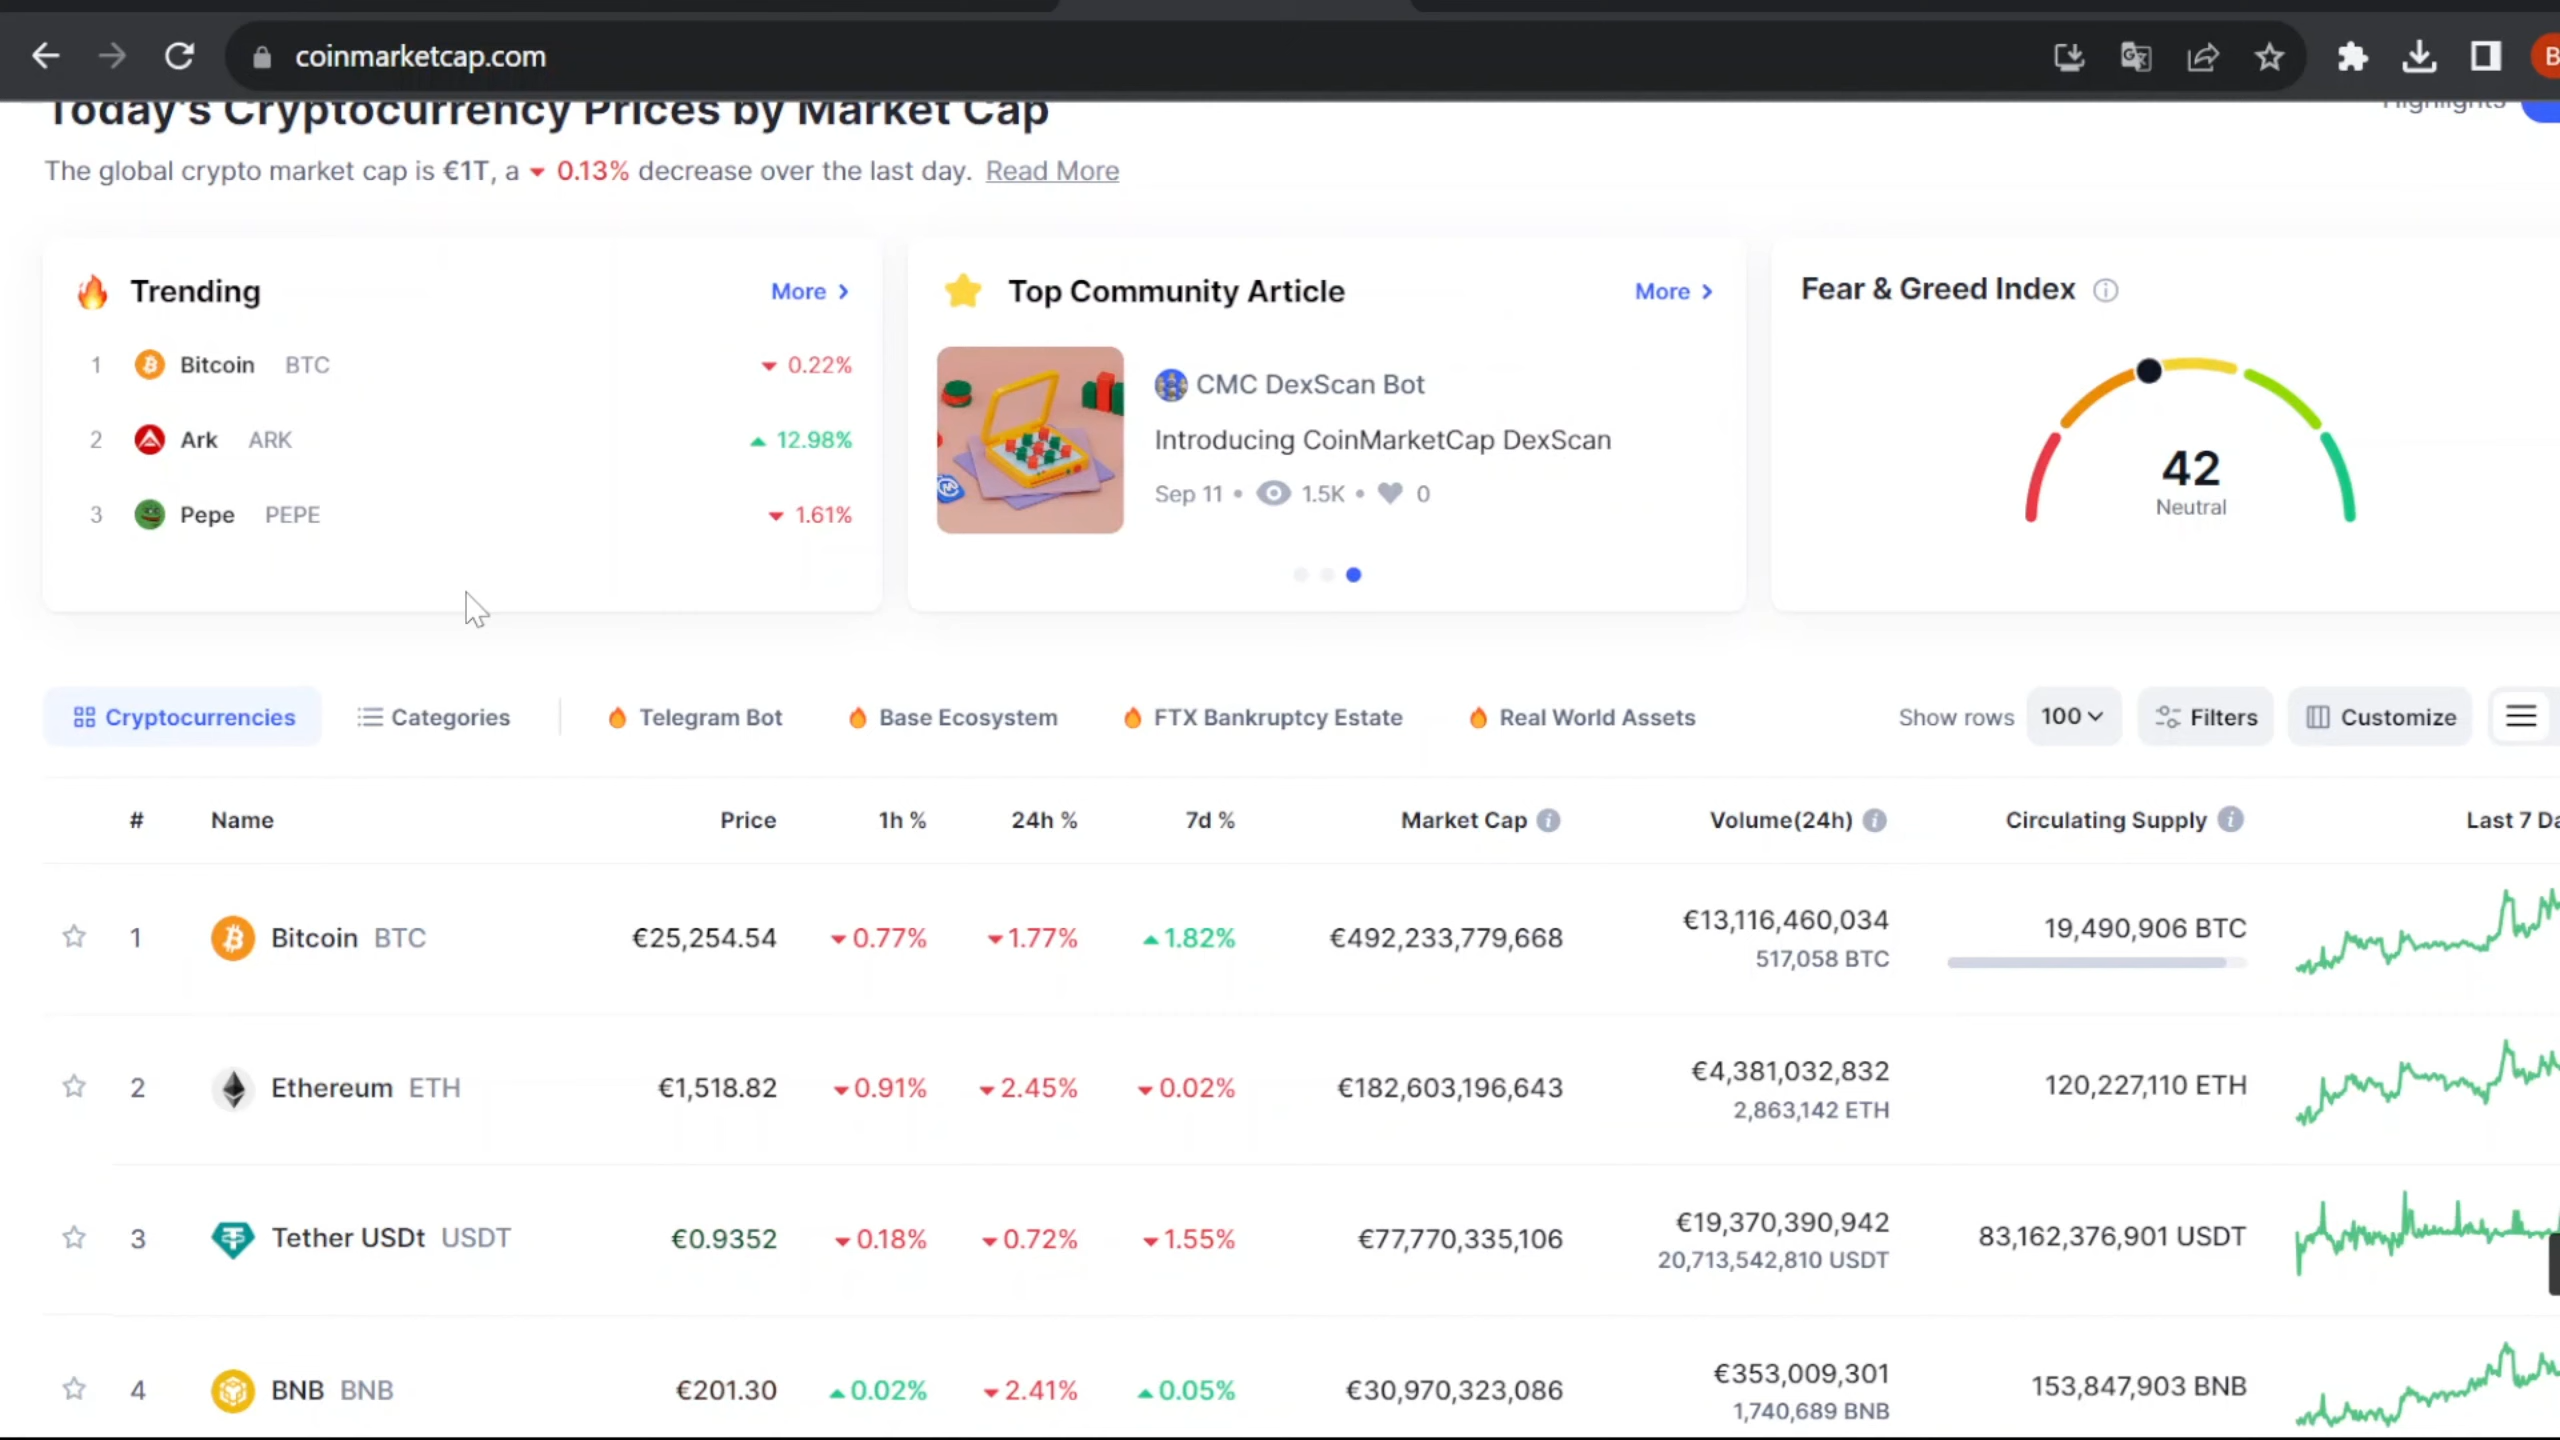 coinmarketcap.com
B
Today's Cryptocurrency Prices by Market Cap
Highlights
The global crypto market cap is €1T, a 0.13% decrease over the last day. Read More
Trending
More
1 Bitcoin BTC 0.22%
2 Ark ARK 12.98%
3 Pepe PEPE 1.61%
Top Community Article
More
CMC DexScan Bot
Introducing CoinMarketCap DexScan
Sep 11 • 1.5K • 0
Fear & Greed Index
42
Neutral
Cryptocurrencies Categories Telegram Bot Base Ecosystem FTX Bankruptcy Estate Real World Assets Show rows 100 Filters Customize
# Name Price 1h % 24h % 7d % Market Cap Volume(24h) Circulating Supply Last 7 Da
1 Bitcoin BTC €25,254.54 0.77% 1.77% 1.82% €492,233,779,668 €13,116,460,034 19,490,906 BTC
517,058 BTC
2 Ethereum ETH €1,518.82 0.91% 2.45% 0.02% €182,603,196,643 €4,381,032,832 120,227,110 ETH
2,863,142 ETH
3 Tether USDt USDT €0.9352 0.18% 0.72% 1.55% €77,770,335,106 €19,370,390,942 83,162,376,901 USDT
20,713,542,810 USDT
4 BNB BNB €201.30 0.02% 2.41% 0.05% €30,970,323,086 €353,009,301 153,847,903 BNB
1,740,689 BNB